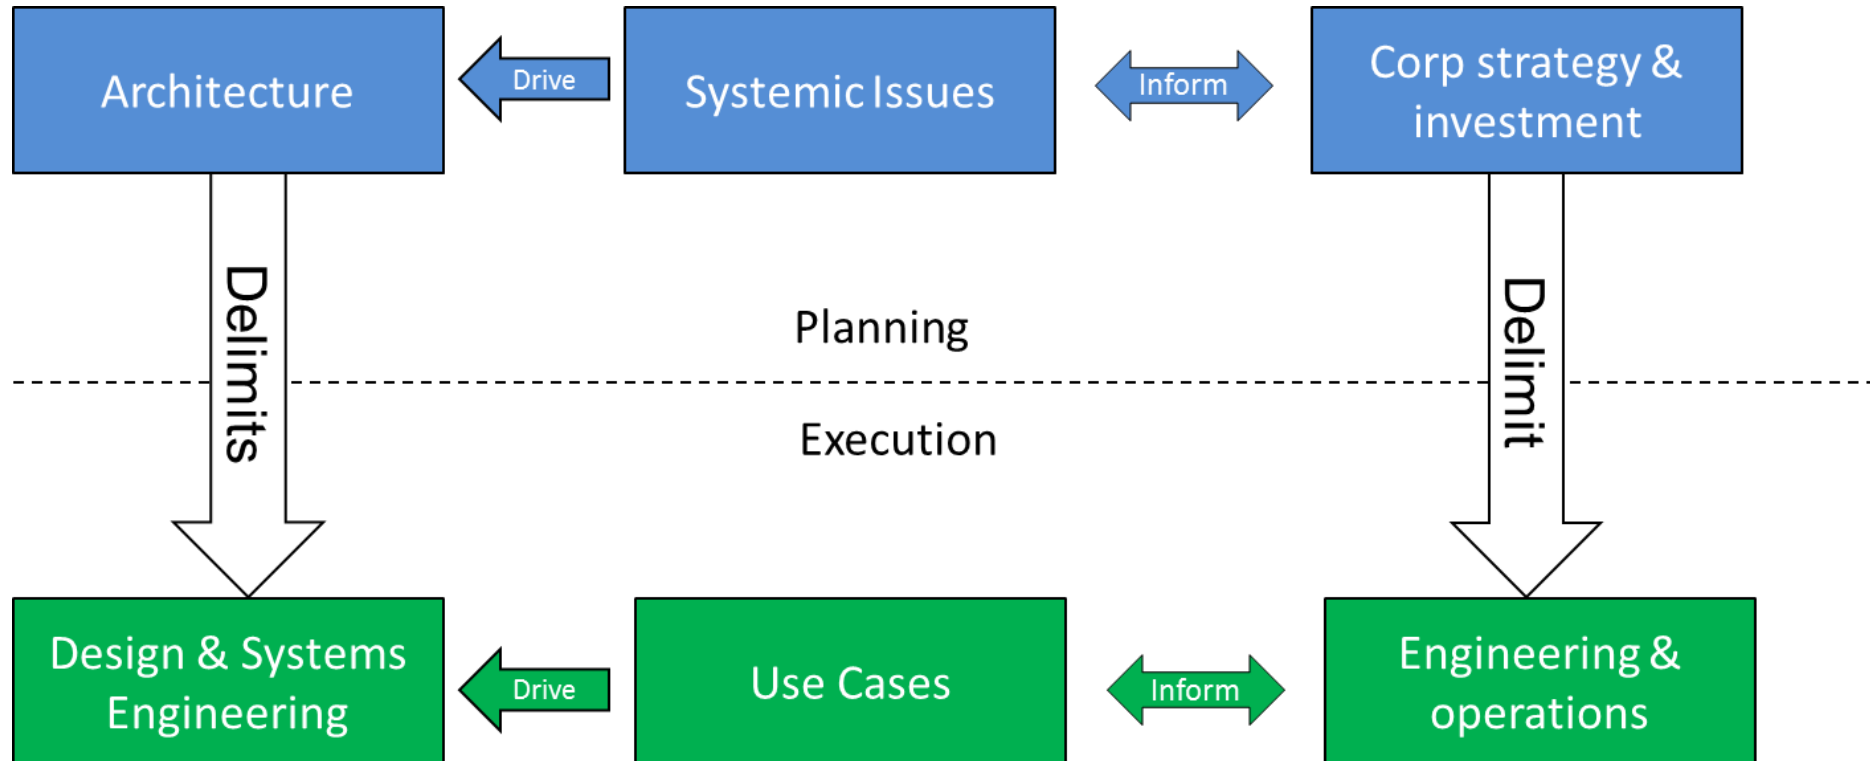 Architecture
Drive
Systemic Issues
Inform
Corp strategy &
investment
Delimits
Planning
Delimit
Execution
Design & Systems
Engineering
Drive
Use Cases
Inform
Engineering &
operations